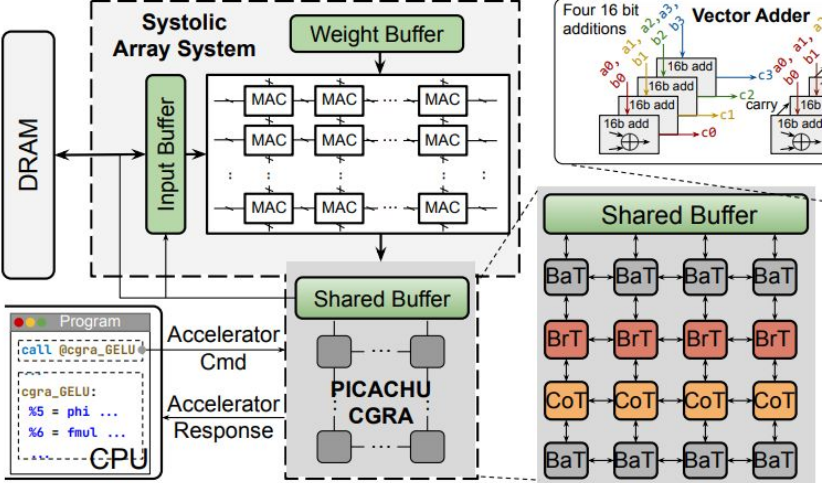 Systolic
Array System
Weight Buffer
DRAM
Input Buffer
MAC MAC ... MAC
MAC MAC ... MAC
MAC MAC ... MAC
Shared Buffer
PICACHU
CGRA
Program
call @cgra_GELU
...
cgra_GELU:
%5 = phi ...
%6 = fmul ...
...
CPU
Accelerator
Cmd
Accelerator
Response
Four 16 bit
additions
Vector Adder
a0, a1, a2, a3,
b0 b1 b2 b3
16b add
16b add
16b add
16b add
c3
c2
c1
c0
carry
a0, a1,
b0 b1
16b add
Shared Buffer
BaT BaT BaT BaT
BrT BrT BrT BrT
CoT CoT CoT CoT
BaT BaT BaT BaT